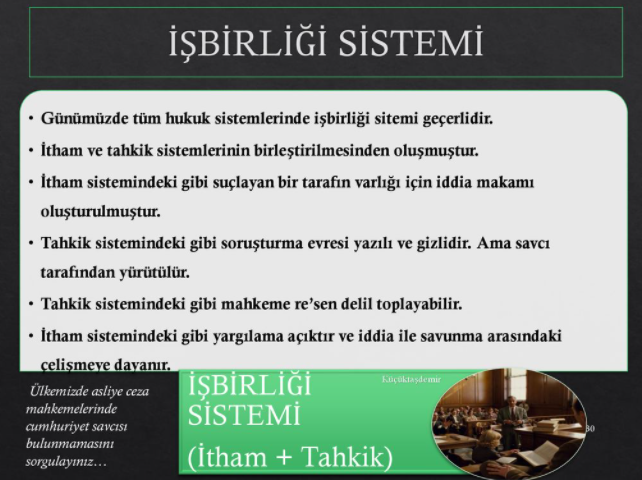 İŞBİRLİĞİ SİSTEMİ
• Günümüzde tüm hukuk sistemlerinde işbirliği sitemi geçerlidir.
• İtham ve tahkik sistemlerinin birleştirilmesinden oluşmuştur.
• İtham sistemindeki gibi suçlayan bir tarafın varlığı için iddia makamı
oluşturulmuştur.
• Tahkik sistemindeki gibi soruşturma evresi yazılı ve gizlidir. Ama savcı
tarafından yürütülür.
• Tahkik sistemindeki gibi mahkeme re’sen delil toplayabilir.
• İtham sistemindeki gibi yargılama açıktır ve iddia ile savunma arasındaki
çelişmeye dayanır.
Ülkemizde asliye ceza
mahkemelerinde
cumhuriyet savcısı
bulunmamasını
sorgulayınız…
İŞBİRLİĞİ
SİSTEMİ
(İtham + Tahkik)
Küçüktaşdemir
30